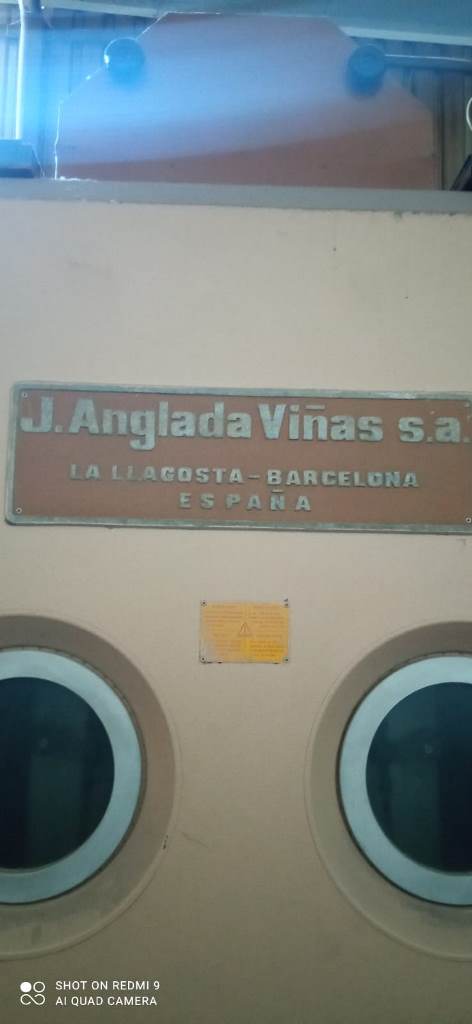 J. Anglada Viñas s.a.
LA LLAGOSTA - BARCELONA
ESPAÑA
SHOT ON REDMI 9
AI QUAD CAMERA